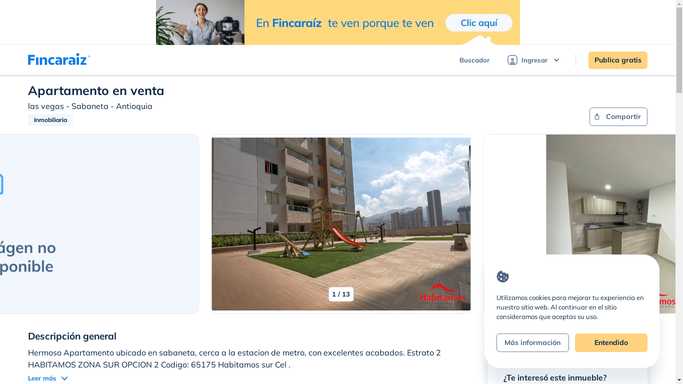 En Fincaraíz te ven porque te ven
Clic aquí
Fincaraíz
Buscador
Ingresar
Publica gratis
Apartamento en venta
las vegas - Sabaneta - Antioquia
Inmobiliaria
Compartir
ágen no
ponible
1 / 13
Habitamos
Utilizamos cookies para mejorar tu experiencia en
nuestro sitio web. Al continuar en el sitio
consideramos que aceptas su uso.
Más información
Entendido
Descripción general
Hermoso Apartamento ubicado en sabaneta, cerca a la estacion de metro, con excelentes acabados. Estrato 2
HABITAMOS ZONA SUR OPCION 2 Codigo: 65175 Habitamos sur Cel .
Leer más
¿Te interesó este inmueble?